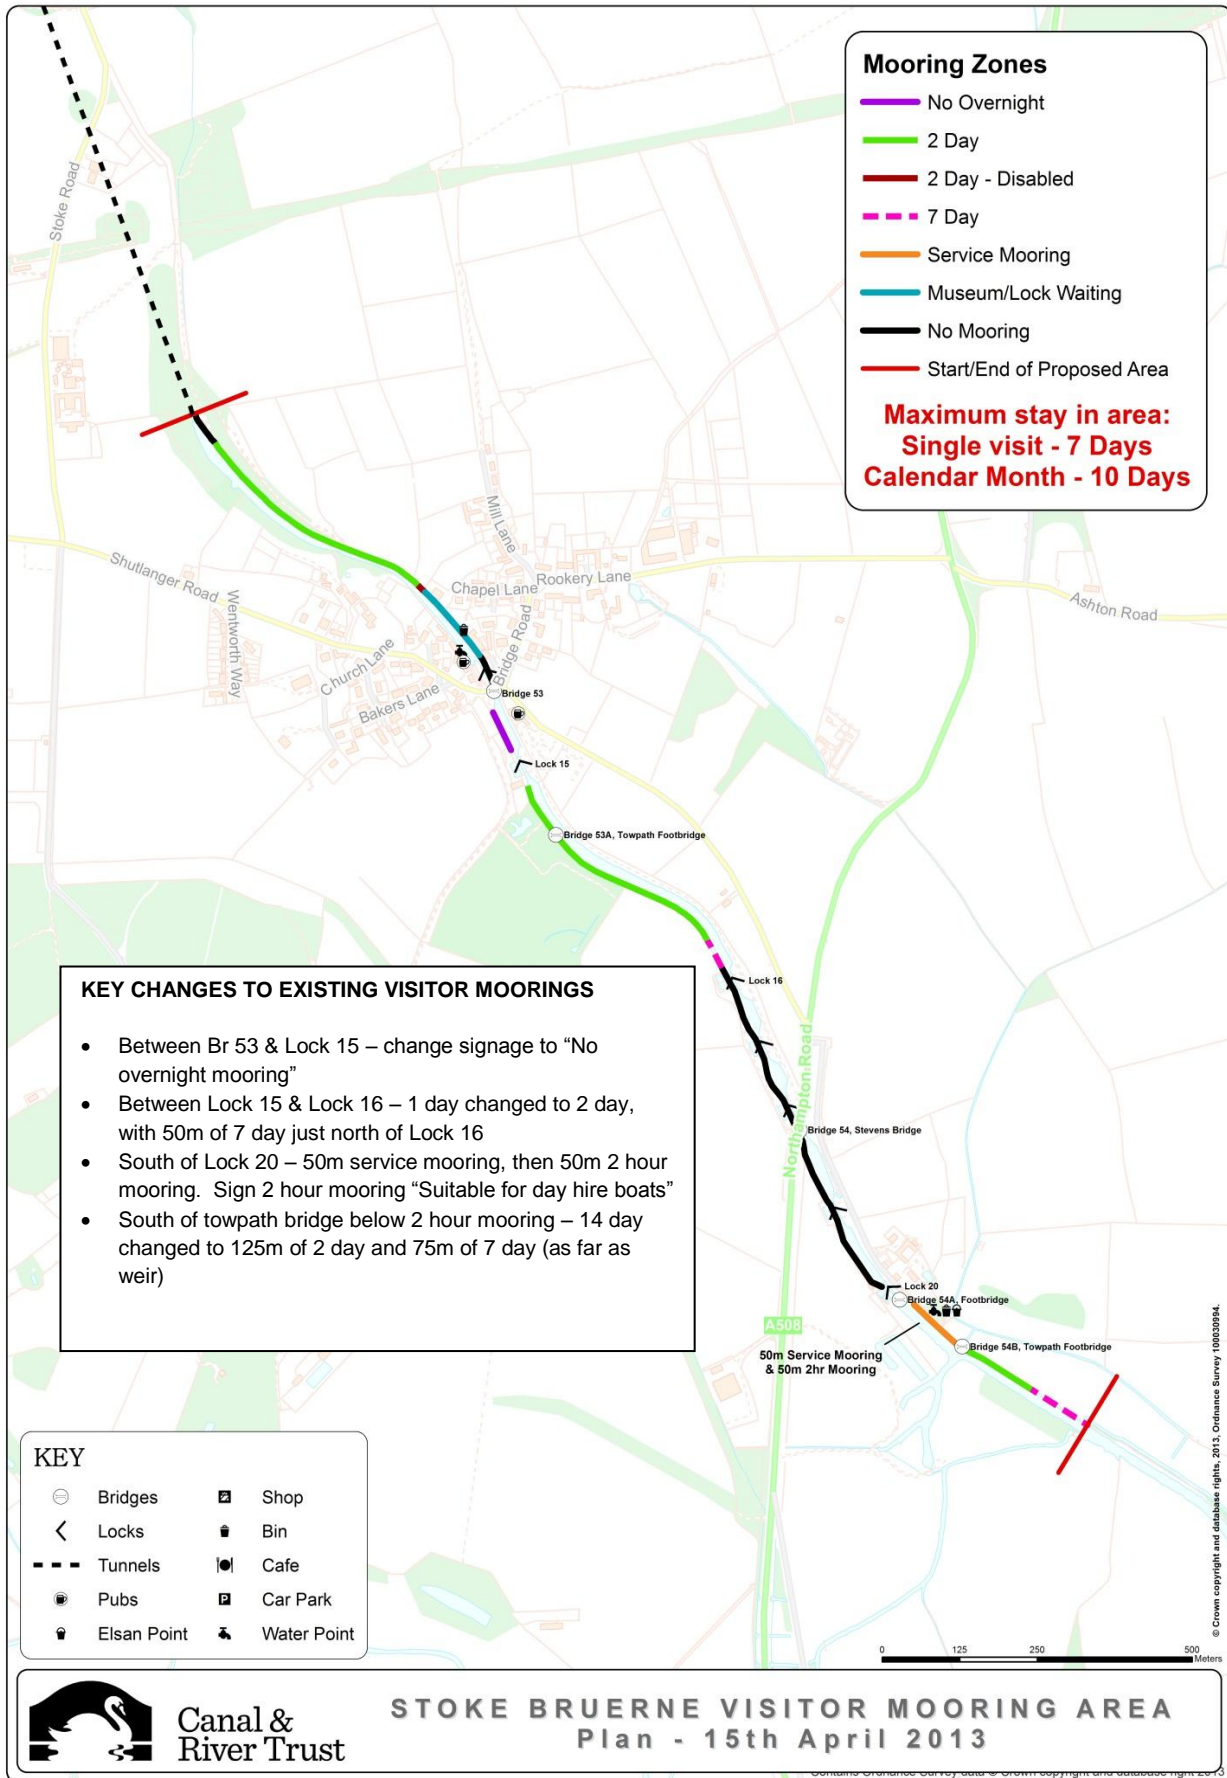 Mooring Zones
No Overnight
2 Day
2 Day - Disabled
7 Day
Service Mooring
Museum/Lock Waiting
No Mooring
Start/End of Proposed Area
Maximum stay in area:
Single visit - 7 Days
Calendar Month - 10 Days
Stoke Road
Shutlanger Road
Wentworth Way
Church Lane
Bakers Lane
Mill Lane
Chapel Lane
Rookery Lane
Bridge Road
Ashton Road
Bridge 53
Lock 15
Bridge 53A, Towpath Footbridge
Lock 16
Northampton Road
Bridge 54, Stevens Bridge
Lock 20
Bridge 54A, Footbridge
A508
50m Service Mooring
& 50m 2hr Mooring
Bridge 54B, Towpath Footbridge
KEY CHANGES TO EXISTING VISITOR MOORINGS
• Between Br 53 & Lock 15 – change signage to “No
overnight mooring”
• Between Lock 15 & Lock 16 – 1 day changed to 2 day,
with 50m of 7 day just north of Lock 16
• South of Lock 20 – 50m service mooring, then 50m 2 hour
mooring. Sign 2 hour mooring “Suitable for day hire boats”
• South of towpath bridge below 2 hour mooring – 14 day
changed to 125m of 2 day and 75m of 7 day (as far as
weir)
KEY
Bridges
Locks
Tunnels
Pubs
Elsan Point
Shop
Bin
Cafe
P Car Park
Water Point
0 125 250 500
Meters
© Crown copyright and database rights, 2013, Ordnance Survey 100030994.
Canal &
River Trust
STOKE BRUERNE VISITOR MOORING AREA
Plan - 15th April 2013
Contains Ordnance Survey data © Crown copyright and database right 2013